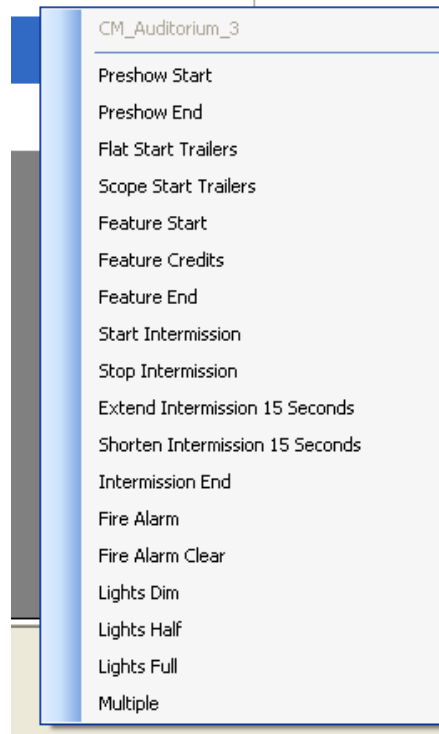 CM_Auditorium_3
Preshow Start
Preshow End
Flat Start Trailers
Scope Start Trailers
Feature Start
Feature Credits
Feature End
Start Intermission
Stop Intermission
Extend Intermission 15 Seconds
Shorten Intermission 15 Seconds
Intermission End
Fire Alarm
Fire Alarm Clear
Lights Dim
Lights Half
Lights Full
Multiple